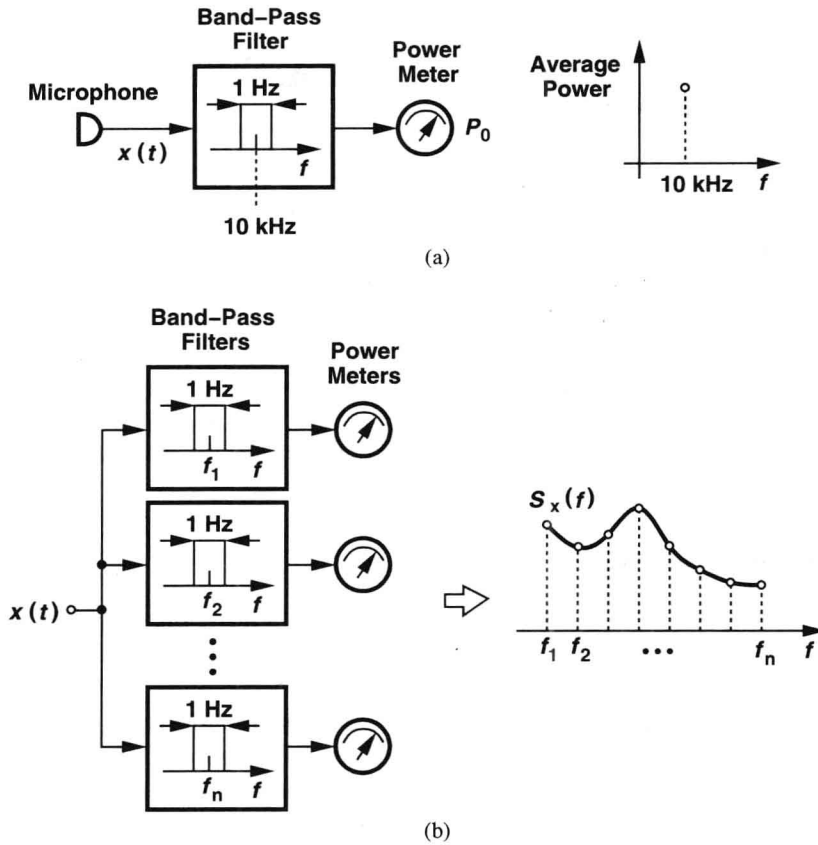 Band–Pass
Filter
Power
Meter
Average
Power
Microphone
1 Hz
x(t)
f
P0
10 kHz
10 kHz
f
(a)
Band–Pass
Filters
Power
Meters
1 Hz
f1
f
1 Hz
f2
f
x(t)
1 Hz
fn
f
Sx(f)
f1
f2
•••
fn
f
(b)